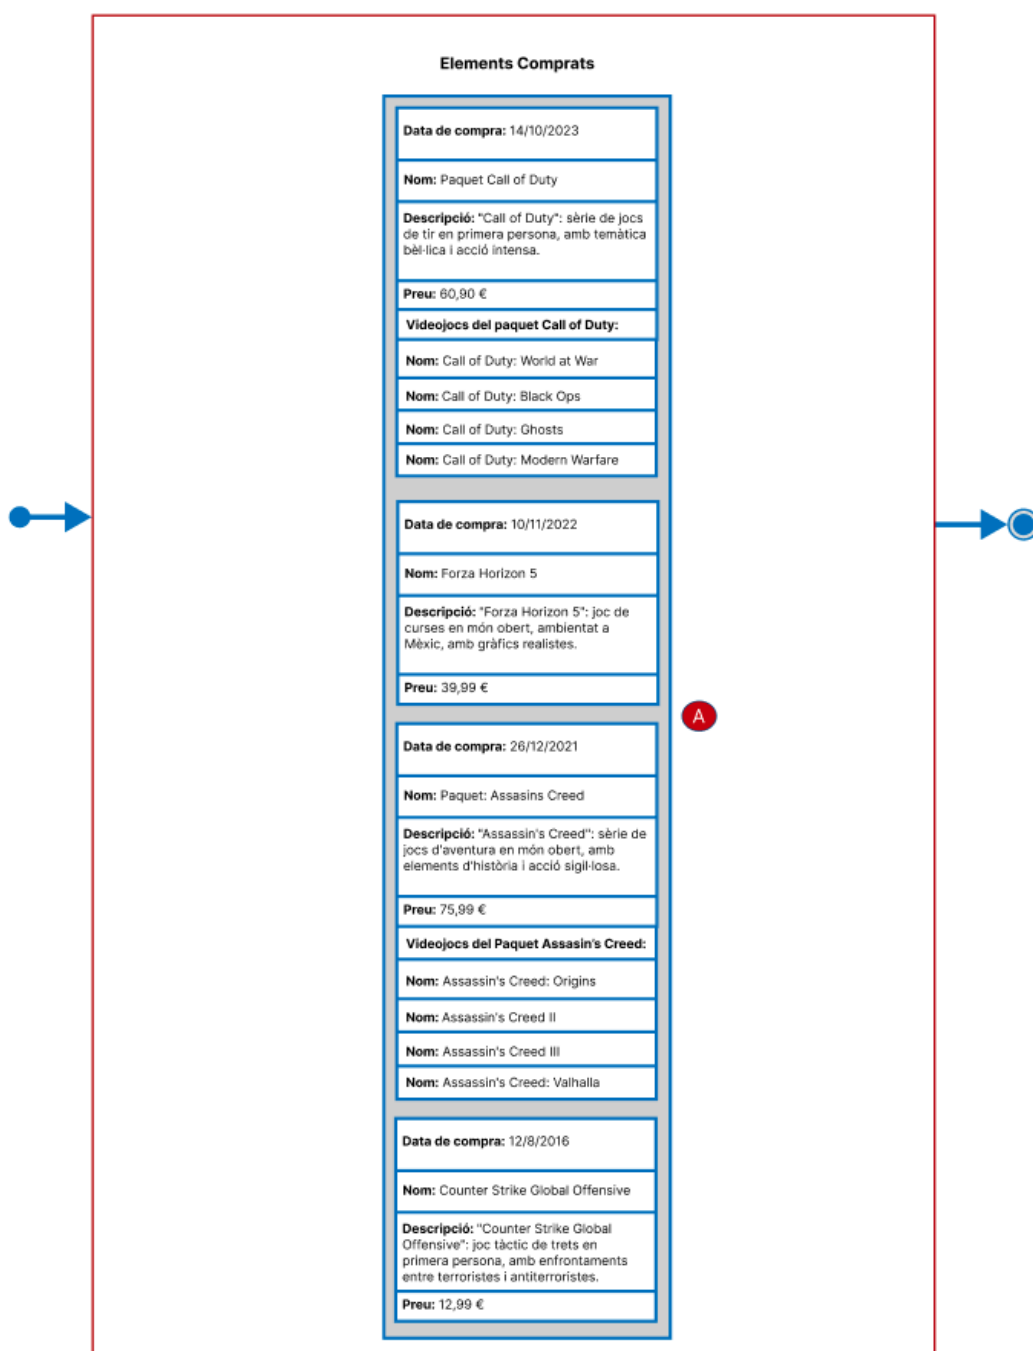 Elements Comprats
Data de compra: 14/10/2023
Nom: Paquet Call of Duty
Descripció: "Call of Duty": sèrie de jocs
de tir en primera persona, amb temàtica
bèl·lica i acció intensa.
Preu: 60,90 €
Videojocs del paquet Call of Duty:
Nom: Call of Duty: World at War
Nom: Call of Duty: Black Ops
Nom: Call of Duty: Ghosts
Nom: Call of Duty: Modern Warfare
Data de compra: 10/11/2022
Nom: Forza Horizon 5
Descripció: "Forza Horizon 5": joc de
curses en món obert, ambientat a
Mèxic, amb gràfics realistes.
Preu: 39,99 €
A
Data de compra: 26/12/2021
Nom: Paquet: Assasins Creed
Descripció: "Assassin's Creed": sèrie de
jocs d'aventura en món obert, amb
elements d'història i acció sigil·losa.
Preu: 75,99 €
Videojocs del Paquet Assasin's Creed:
Nom: Assassin's Creed: Origins
Nom: Assassin's Creed II
Nom: Assassin's Creed III
Nom: Assassin's Creed: Valhalla
Data de compra: 12/8/2016
Nom: Counter Strike Global Offensive
Descripció: "Counter Strike Global
Offensive": joc tàctic de trets en
primera persona, amb enfrontaments
entre terroristes i antiterroristes.
Preu: 12,99 €